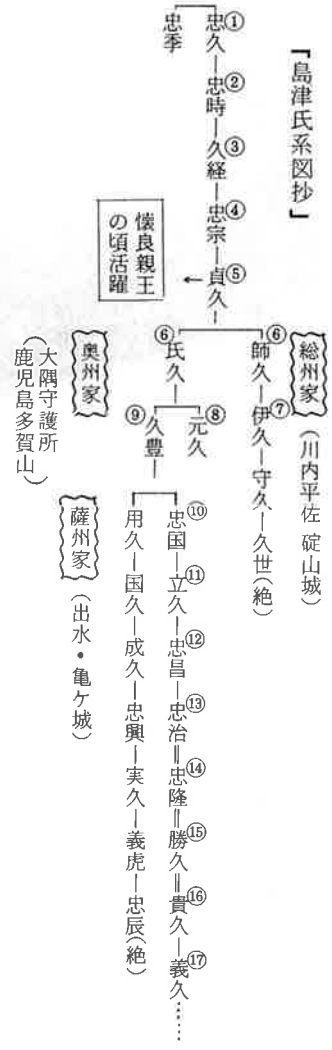 『島津氏系図抄』
①忠久―②忠時―③久経―④忠宗―⑤貞久―
忠季
懐良親王の頃活躍
←
総州家（川内平佐 碇山城）
⑥師久―⑦伊久―守久―久世(絶)
⑥氏久―
奥州家
（大隅守護所
鹿児島多賀山）
⑧元久
⑨久豊―
⑩忠国―⑪立久―⑫忠昌―⑬忠治＝⑭忠隆＝⑮勝久＝⑯貴久―⑰義久……
用久―国久―成久―忠興―実久―義虎―忠辰(絶)
薩州家（出水・亀ケ城）